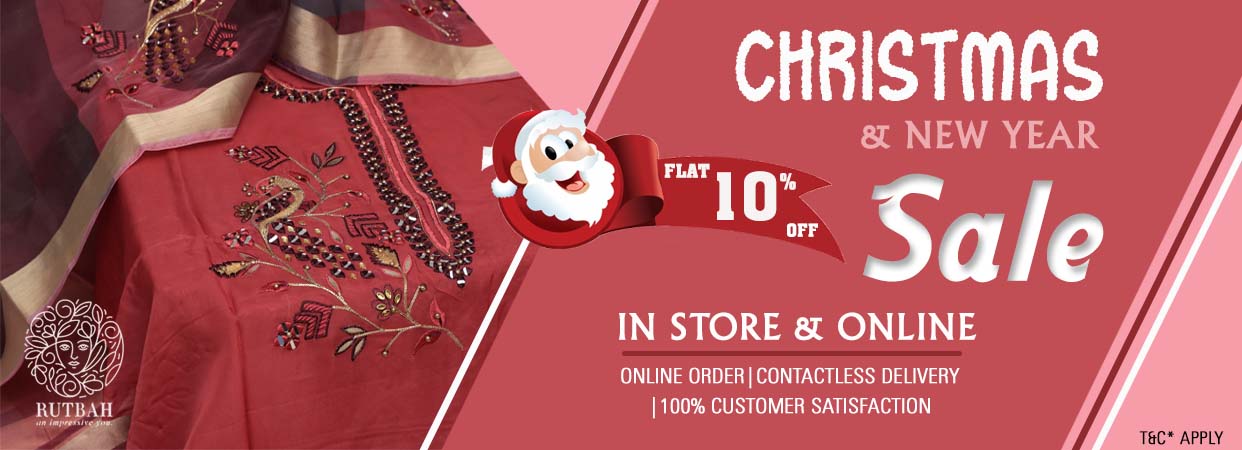 CHRISTMAS
& NEW YEAR
Sale
FLAT
10%
OFF
IN STORE & ONLINE
ONLINE ORDER|CONTACTLESS DELIVERY
|100% CUSTOMER SATISFACTION
RUTBAH
an impressive you.
T&C* APPLY